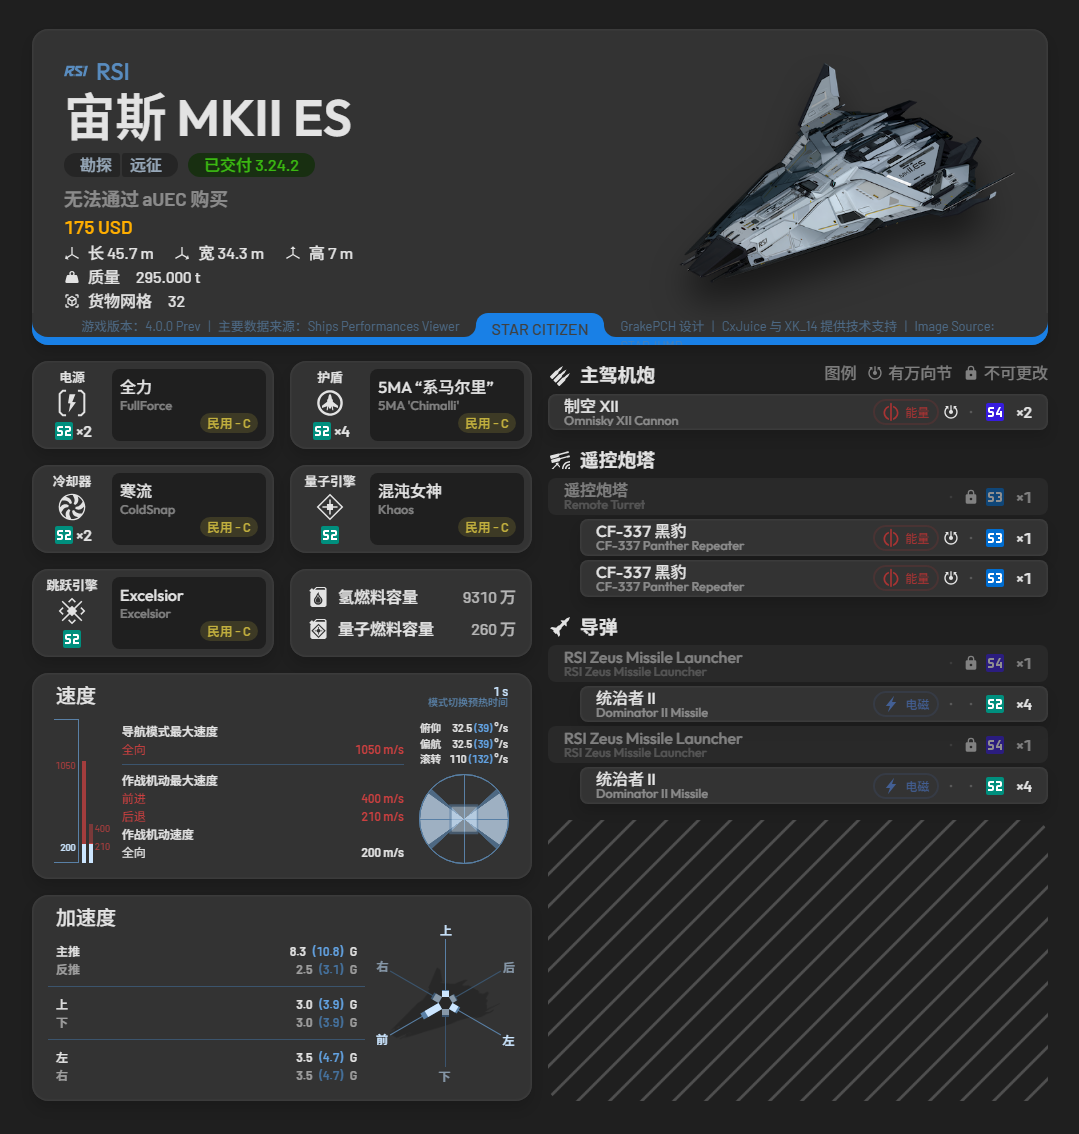 RSI RSI
宙斯 MKII ES
勘探 远征 已交付 3.24.2
无法通过 aUEC 购买
175 USD
长 45.7 m 宽 34.3 m 高 7 m
质量 295.000 t
货物网格 32
游戏版本：4.0.0 Prev | 主要数据来源：Ships Performances Viewer
STAR CITIZEN
GrakePCH 设计 | CxJuice 与 XK_14 提供技术支持 | Image Source:
电源
S2 ×2
全力
FullForce
民用 - C
护盾
S2 ×4
5MA “系马尔里”
5MA 'Chimalli'
民用 - C
冷却器
S2 ×2
寒流
ColdSnap
民用 - C
量子引擎
S2
混沌女神
Khaos
民用 - C
跳跃引擎
S2
Excelsior
Excelsior
民用 - C
氢燃料容量 9310 万
量子燃料容量 260 万
速度
1 s
模式切换预热时间
1050
200
400
210
导航模式最大速度
全向 1050 m/s
作战机动最大速度
前进 400 m/s
后退 210 m/s
作战机动速度
全向 200 m/s
俯仰 32.5 (39) °/s
偏航 32.5 (39) °/s
滚转 110 (132) °/s
加速度
主推 8.3 (10.8) G
反推 2.5 (3.1) G
上 3.0 (3.9) G
下 3.0 (3.9) G
左 3.5 (4.7) G
右 3.5 (4.7) G
上
右 后
前 左
下
主驾机炮
图例 有万向节 不可更改
制空 XII
Omnisky XII Cannon
能量 · S4 ×2
遥控炮塔
遥控炮塔
Remote Turret
· S3 ×1
CF-337 黑豹
CF-337 Panther Repeater
能量 · S3 ×1
CF-337 黑豹
CF-337 Panther Repeater
能量 · S3 ×1
导弹
RSI Zeus Missile Launcher
RSI Zeus Missile Launcher
· S4 ×1
统治者 II
Dominator II Missile
电磁 · · S2 ×4
RSI Zeus Missile Launcher
RSI Zeus Missile Launcher
· S4 ×1
统治者 II
Dominator II Missile
电磁 · · S2 ×4